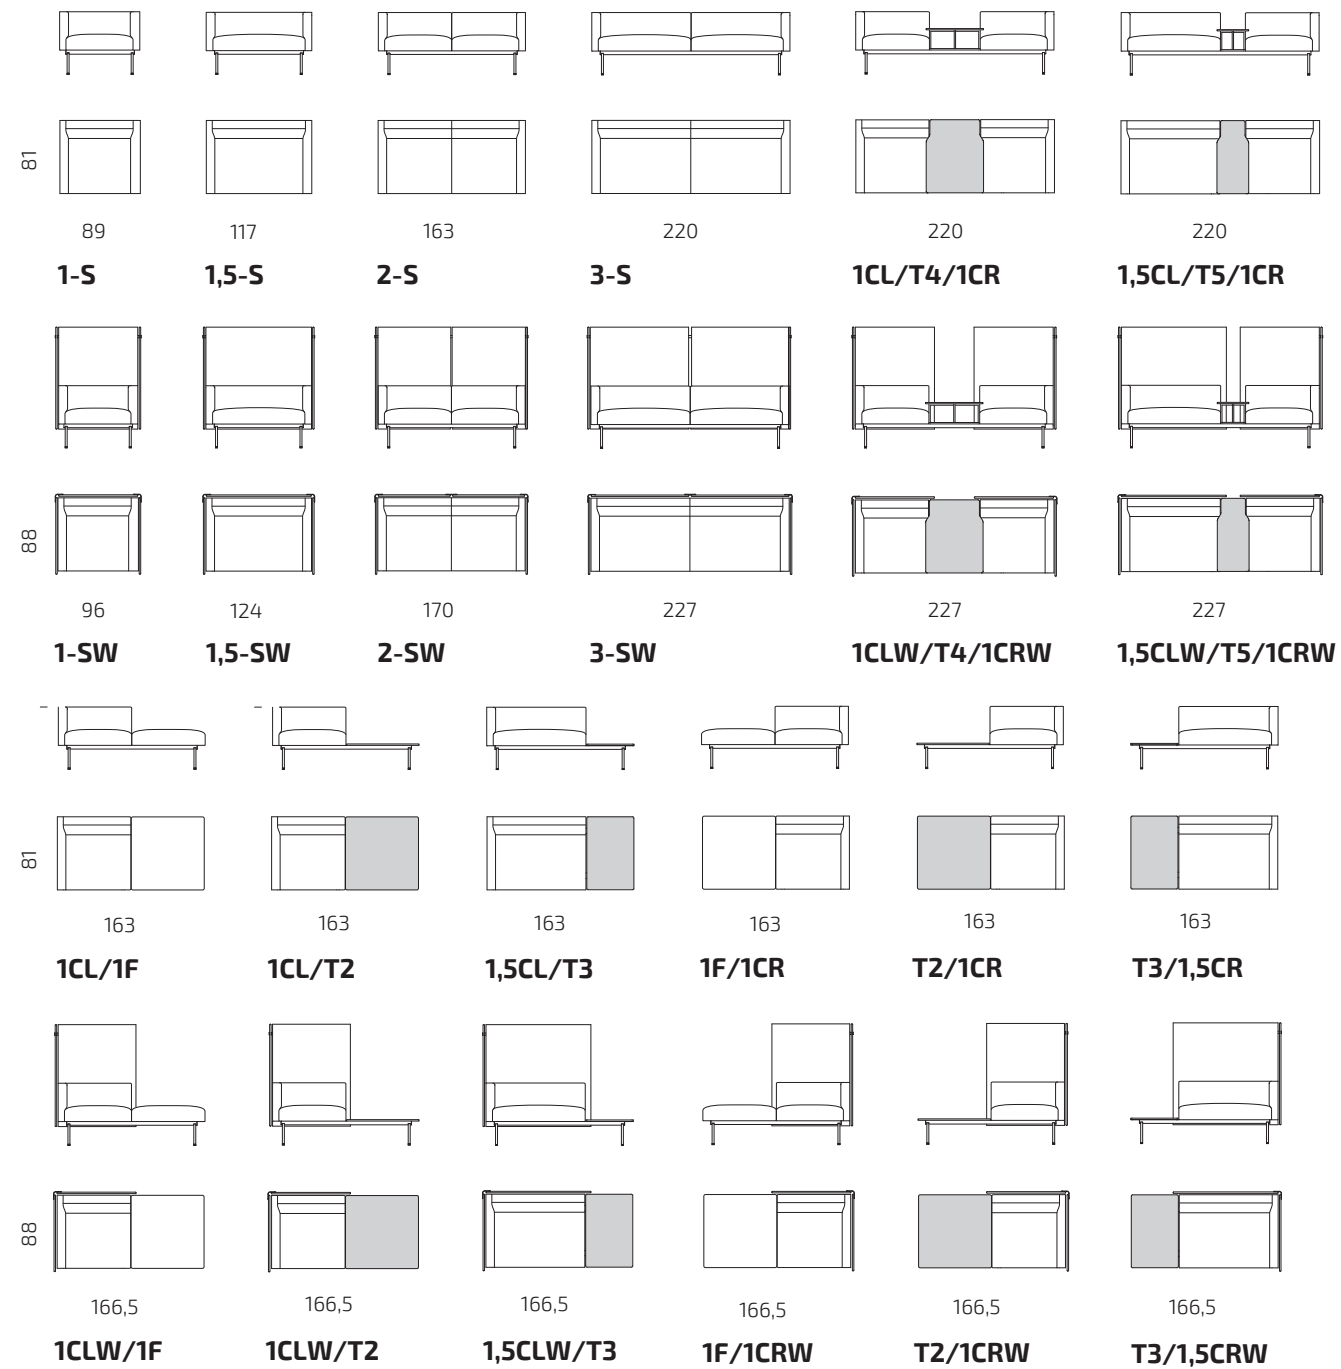 81
89 117 163 220 220 220
1-S 1,5-S 2-S 3-S 1CL/T4/1CR 1,5CL/T5/1CR
88
96 124 170 227 227 227
1-SW 1,5-SW 2-SW 3-SW 1CLW/T4/1CRW 1,5CLW/T5/1CRW
81
163 163 163 163 163 163
1CL/1F 1CL/T2 1,5CL/T3 1F/1CR T2/1CR T3/1,5CR
88
166,5 166,5 166,5 166,5 166,5 166,5
1CLW/1F 1CLW/T2 1,5CLW/T3 1F/1CRW T2/1CRW T3/1,5CRW